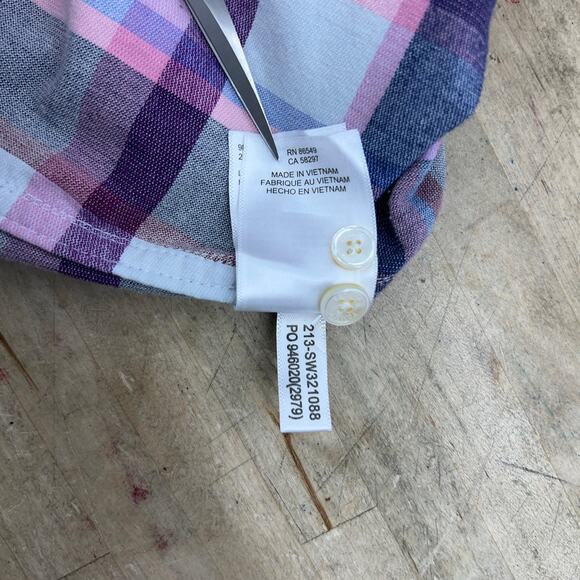 RN 86549
CA 58297
MADE IN VIETNAM
FABRIQUE AU VIETNAM
HECHO EN VIETNAM
213-SW321088
PO 946020(2979)